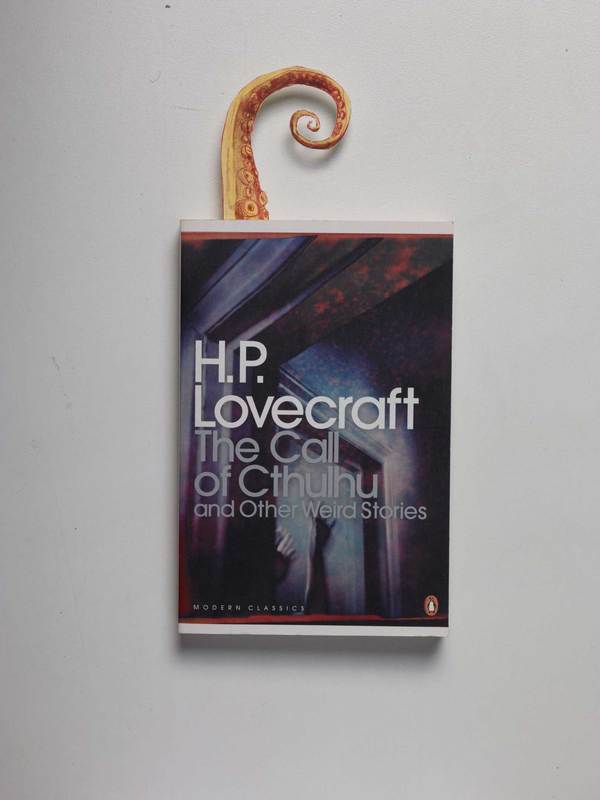 H.P.
Lovecraft
The Call
of Cthulhu
and Other Weird Stories
MODERN CLASSICS